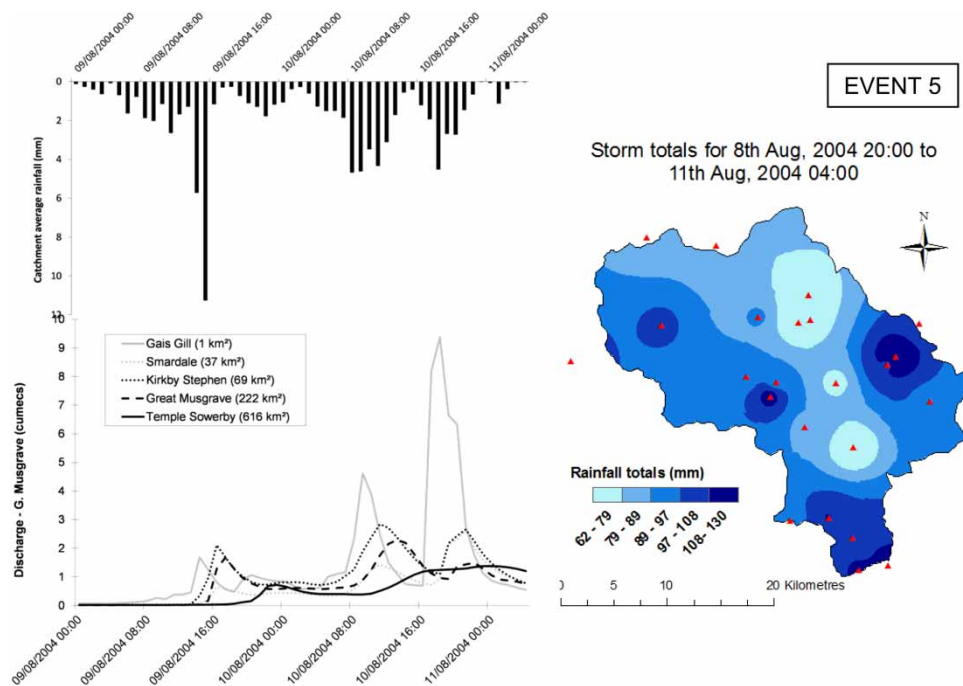 09/08/2004 00:00
09/08/2004 08:00
09/08/2004 16:00
10/08/2004 00:00
10/08/2004 08:00
10/08/2004 16:00
11/08/2004 00:00
Catchment average rainfall (mm)
0
2
4
6
8
10
12
EVENT 5
Storm totals for 8th Aug, 2004 20:00 to
11th Aug, 2004 04:00
N
Discharge - G. Musgrave (cumecs)
10
9
8
7
6
5
4
3
2
1
0
Gais Gill (1 km²)
Smardale (37 km²)
Kirkby Stephen (69 km²)
Great Musgrave (222 km²)
Temple Sowerby (616 km²)
09/08/2004 00:00
09/08/2004 08:00
09/08/2004 16:00
10/08/2004 00:00
10/08/2004 08:00
10/08/2004 16:00
11/08/2004 00:00
Rainfall totals (mm)
62 - 79
79 - 89
89 - 97
97 - 108
108- 130
0 5 10 20 Kilometres